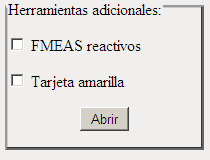 Herramientas adicionales:
FMEAS reactivos
Tarjeta amarilla
Abrir